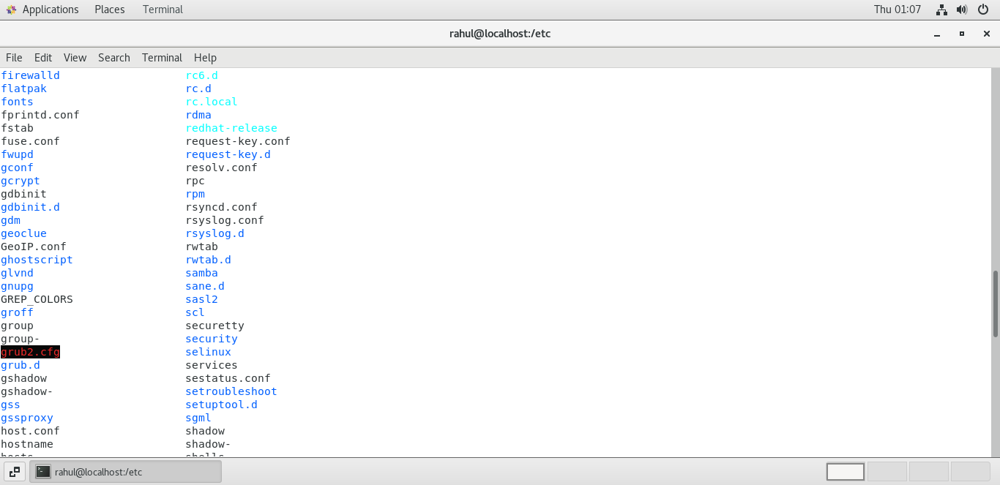 Applications Places Terminal Thu 01:07
rahul@localhost:/etc
File Edit View Search Terminal Help
firewalld rc6.d
flatpak rc.d
fonts rc.local
fprintd.conf rdma
fstab redhat-release
fuse.conf request-key.conf
fwupd request-key.d
gconf resolv.conf
gcrypt rpc
gdbinit rpm
gdbinit.d rsyncd.conf
gdm rsyslog.conf
geoclue rsyslog.d
GeoIP.conf rwtab
ghostscript rwtab.d
glvnd samba
gnupg sane.d
GREP_COLORS sasl2
groff scl
group securetty
group- security
grub2.cfg selinux
grub.d services
gshadow sestatus.conf
gshadow- setroubleshoot
gss setuptool.d
gssproxy sgml
host.conf shadow
hostname shadow-
hosts shells
rahul@localhost:/etc